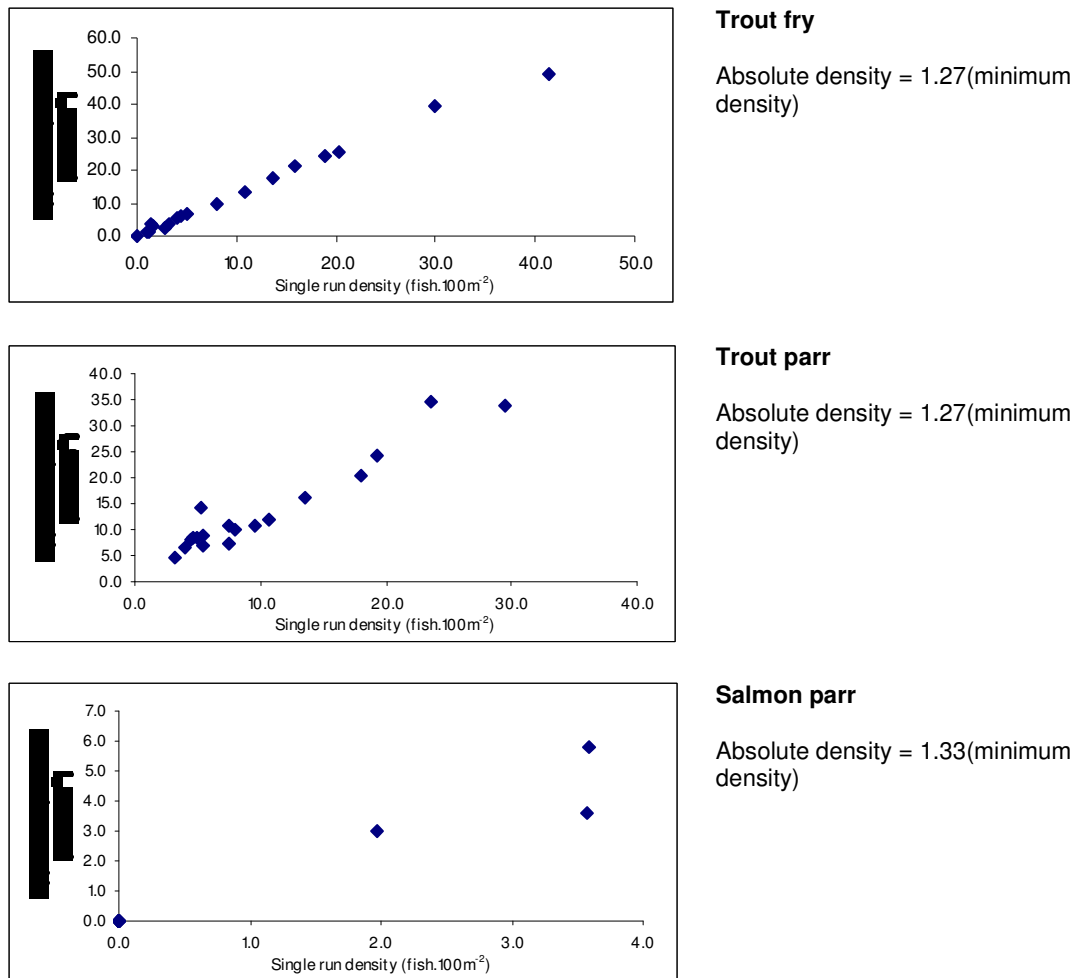 Trout fry
Absolute density = 1.27(minimum
density)
60.0
50.0
40.0
30.0
20.0
10.0
0.0
0.0 10.0 20.0 30.0 40.0 50.0
Single run density (fish.100m⁻²)
Trout parr
Absolute density = 1.27(minimum
density)
40.0
35.0
30.0
25.0
20.0
15.0
10.0
5.0
0.0
0.0 10.0 20.0 30.0 40.0
Single run density (fish.100m⁻²)
Salmon parr
Absolute density = 1.33(minimum
density)
7.0
6.0
5.0
4.0
3.0
2.0
1.0
0.0
0.0 1.0 2.0 3.0 4.0
Single run density (fish.100m⁻²)